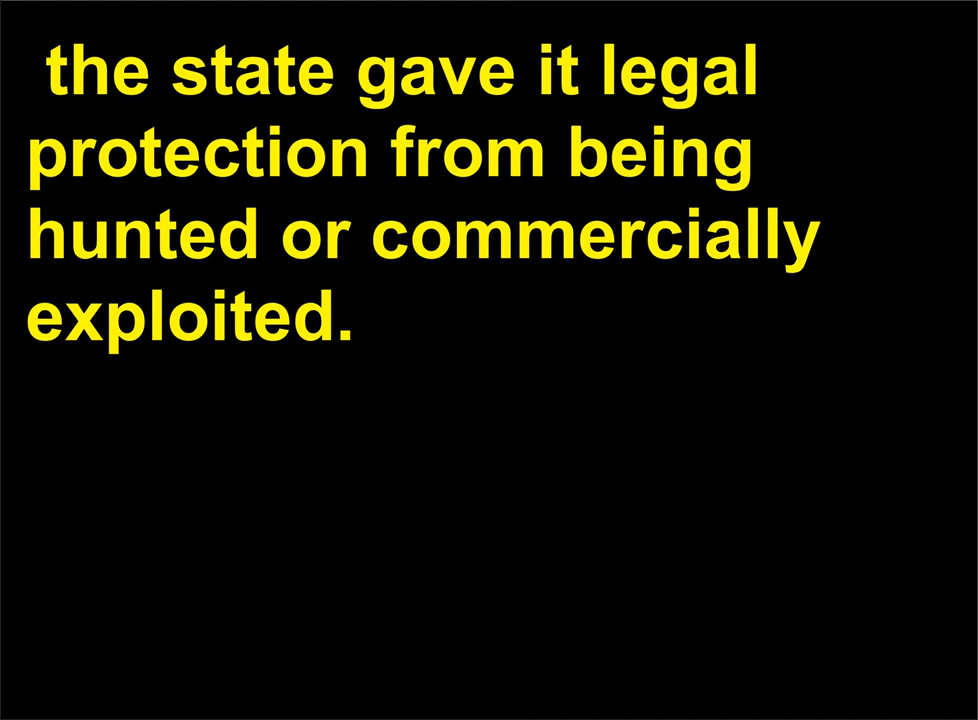 the state gave it legal
protection from being
hunted or commercially
exploited.